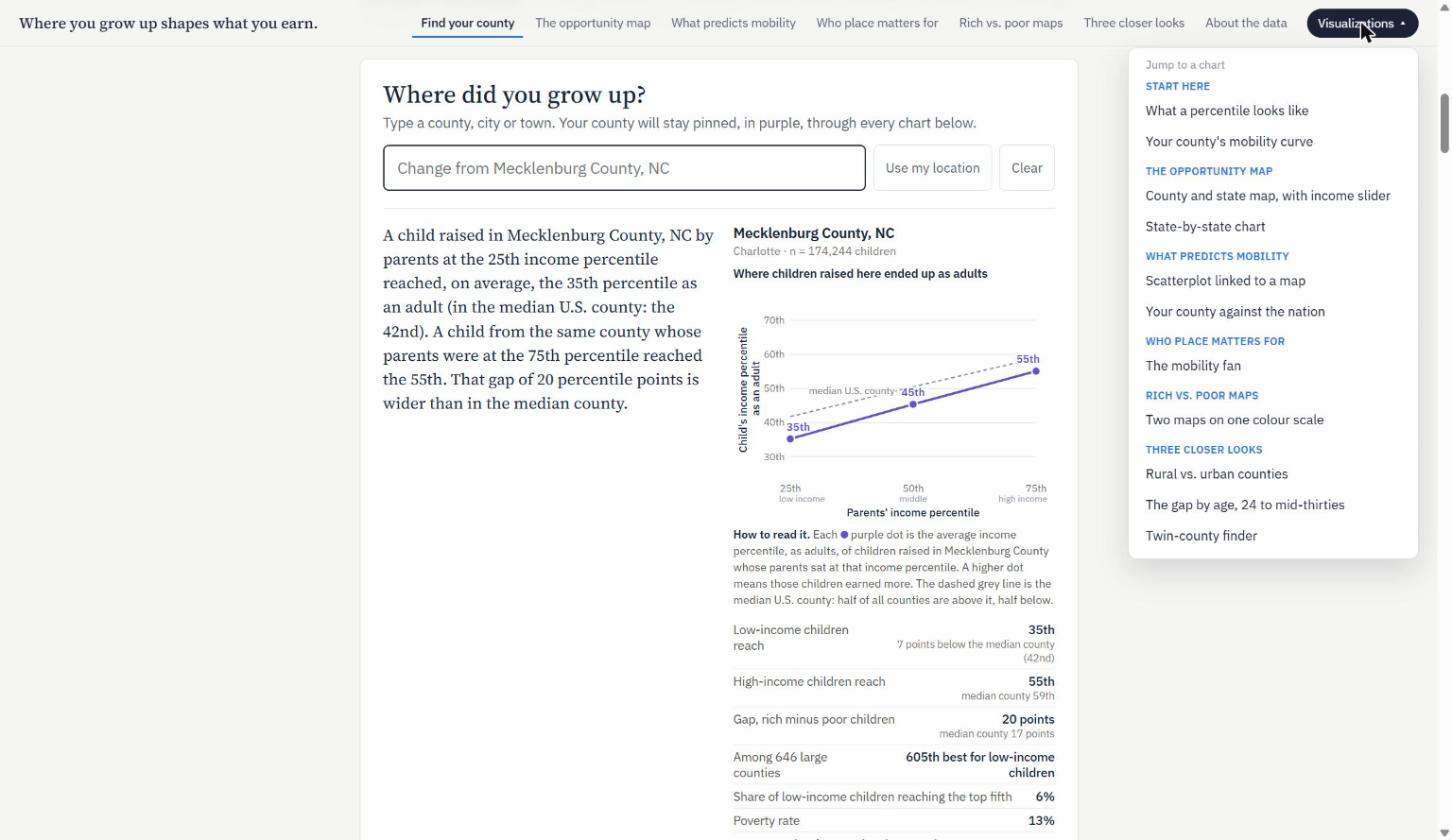 Where you grow up shapes what you earn.
Find your county
The opportunity map
What predicts mobility
Who place matters for
Rich vs. poor maps
Three closer looks
About the data
Visualizations
Jump to a chart
START HERE
What a percentile looks like
Your county's mobility curve
THE OPPORTUNITY MAP
County and state map, with income slider
State-by-state chart
WHAT PREDICTS MOBILITY
Scatterplot linked to a map
Your county against the nation
WHO PLACE MATTERS FOR
The mobility fan
RICH VS. POOR MAPS
Two maps on one colour scale
THREE CLOSER LOOKS
Rural vs. urban counties
The gap by age, 24 to mid-thirties
Twin-county finder
Where did you grow up?
Type a county, city or town. Your county will stay pinned, in purple, through every chart below.
Change from Mecklenburg County, NC
Use my location
Clear
A child raised in Mecklenburg County, NC by
parents at the 25th income percentile
reached, on average, the 35th percentile as
an adult (in the median U.S. county: the
42nd). A child from the same county whose
parents were at the 75th percentile reached
the 55th. That gap of 20 percentile points is
wider than in the median county.
Mecklenburg County, NC
Charlotte · n = 174,244 children
Where children raised here ended up as adults
Child's income percentile
as an adult
70th
60th
50th
40th
30th
median U.S. county
35th
45th
55th
25th
low income
50th
middle
75th
high income
Parents' income percentile
How to read it. Each purple dot is the average income
percentile, as adults, of children raised in Mecklenburg County
whose parents sat at that income percentile. A higher dot
means those children earned more. The dashed grey line is the
median U.S. county: half of all counties are above it, half below.
Low-income children
reach
35th
7 points below the median county
(42nd)
High-income children reach
55th
median county 59th
Gap, rich minus poor children
20 points
median county 17 points
Among 646 large
counties
605th best for low-income
children
Share of low-income children reaching the top fifth
6%
Poverty rate
13%